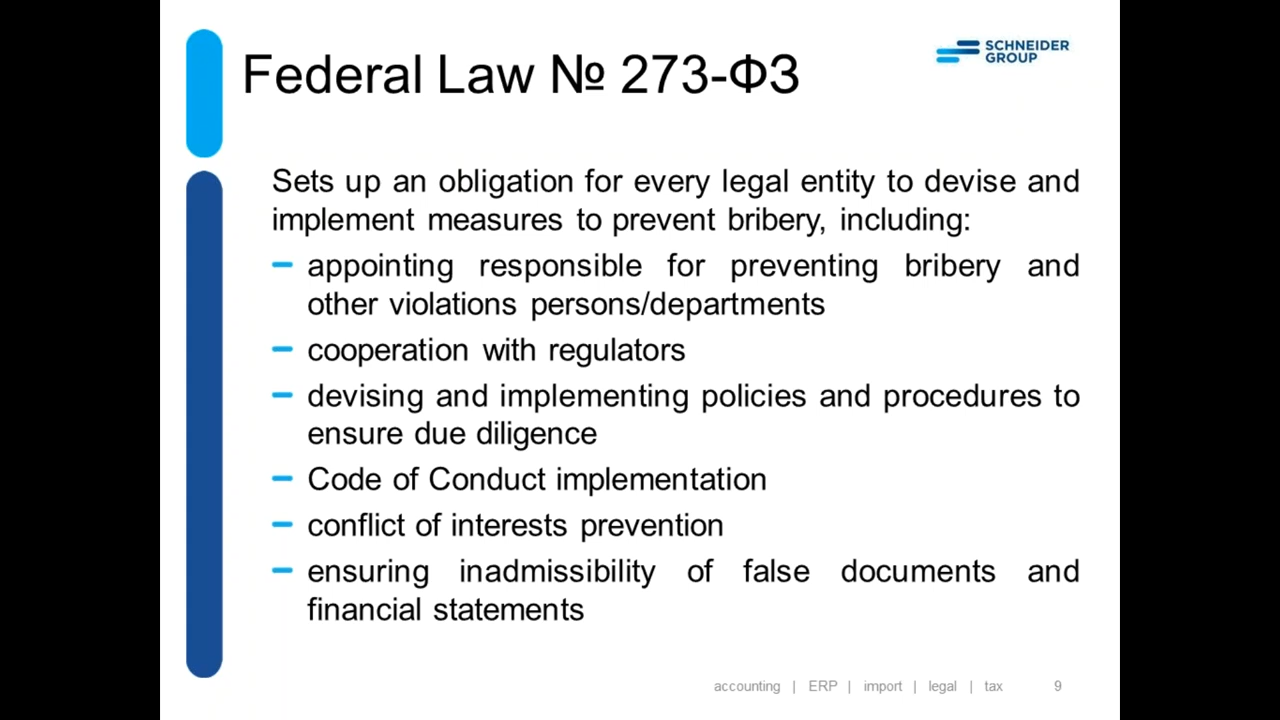 Federal Law № 273-ФЗ
SCHNEIDER
GROUP
Sets up an obligation for every legal entity to devise and
implement measures to prevent bribery, including:
– appointing responsible for preventing bribery and
other violations persons/departments
– cooperation with regulators
– devising and implementing policies and procedures to
ensure due diligence
– Code of Conduct implementation
– conflict of interests prevention
– ensuring inadmissibility of false documents and
financial statements
accounting | ERP | import | legal | tax 9